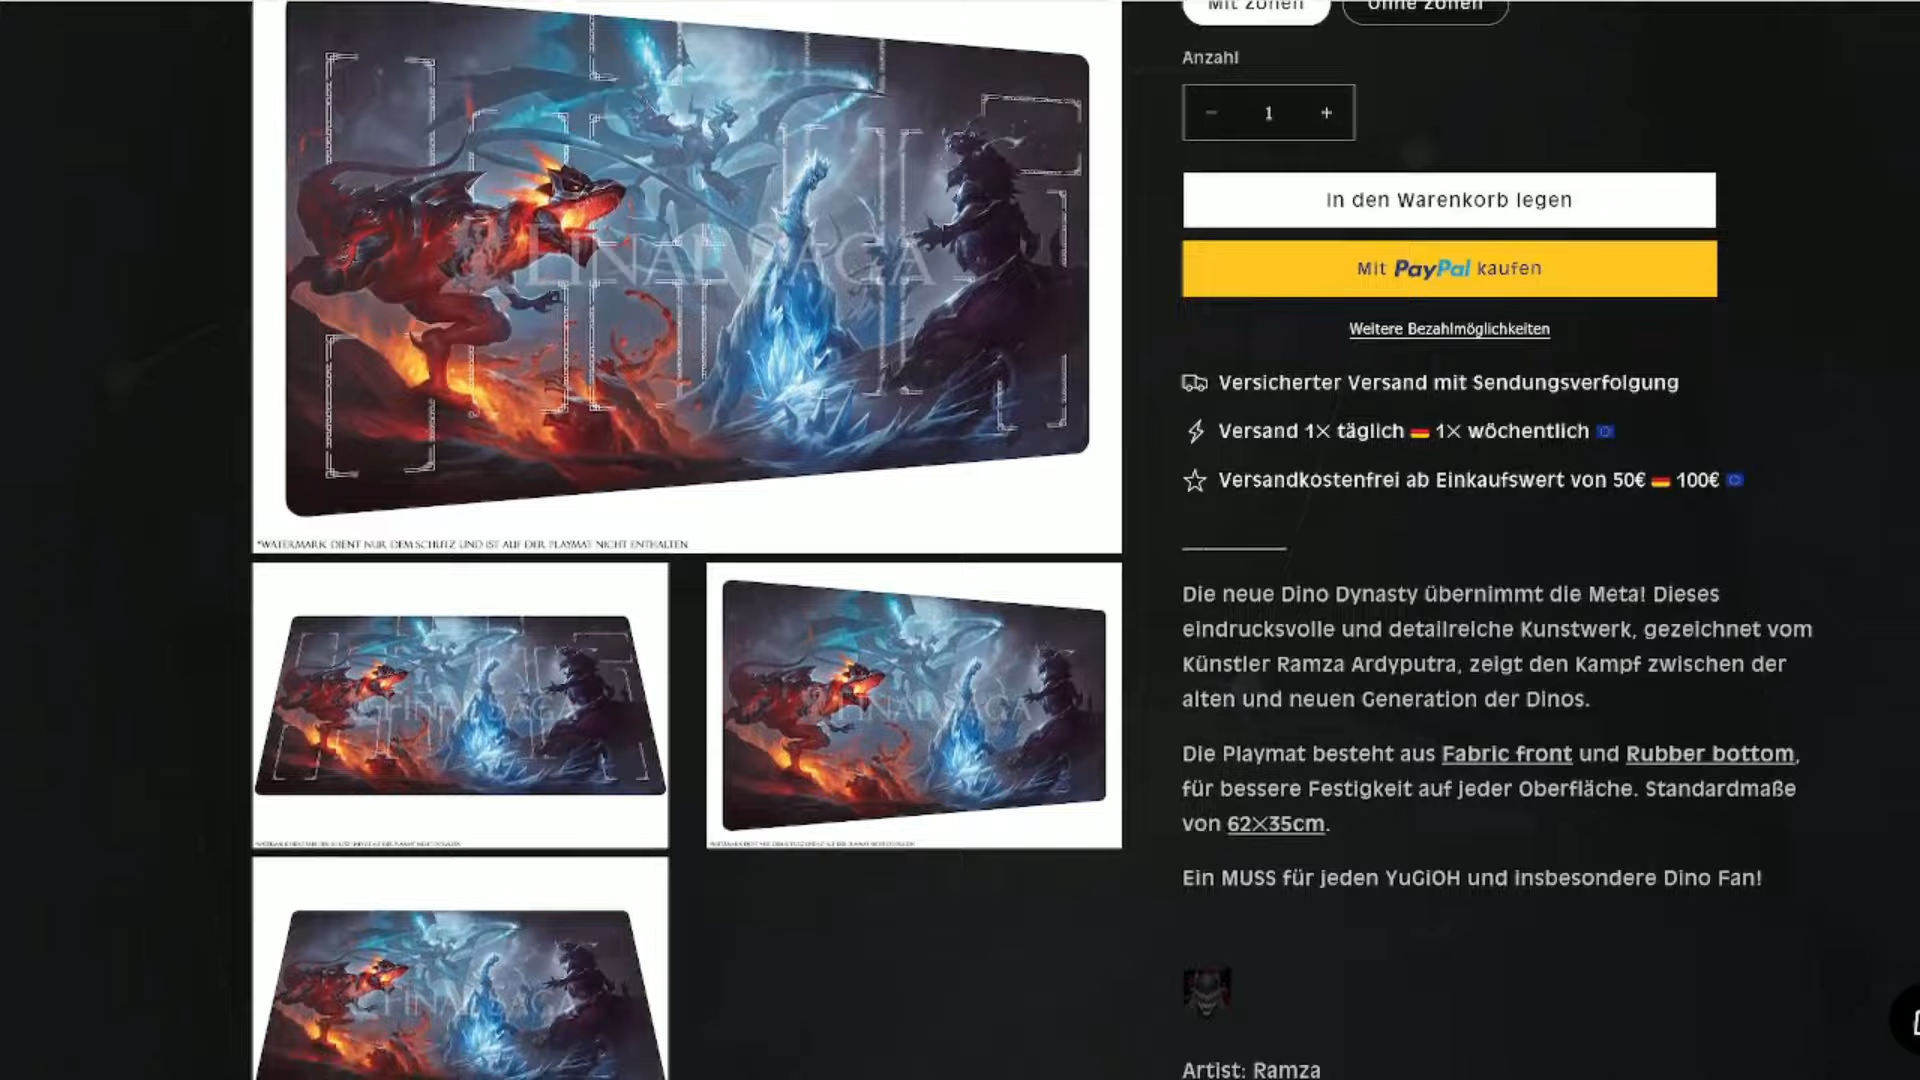 Mit Zonen
Ohne Zonen
Anzahl
− 1 +
In den Warenkorb legen
Mit PayPal kaufen
Weitere Bezahlmöglichkeiten
Versicherter Versand mit Sendungsverfolgung
Versand 1× täglich 1× wöchentlich
Versandkostenfrei ab Einkaufswert von 50€ 100€
*WATERMARK DIENT NUR DEM SCHUTZ UND IST AUF DER PLAYMAT NICHT ENTHALTEN
Die neue Dino Dynasty übernimmt die Meta! Dieses
eindrucksvolle und detailreiche Kunstwerk, gezeichnet vom
Künstler Ramza Ardyputra, zeigt den Kampf zwischen der
alten und neuen Generation der Dinos.
Die Playmat besteht aus Fabric front und Rubber bottom,
für bessere Festigkeit auf jeder Oberfläche. Standardmaße
von 62×35cm.
Ein MUSS für jeden YuGiOH und insbesondere Dino Fan!
Artist: Ramza